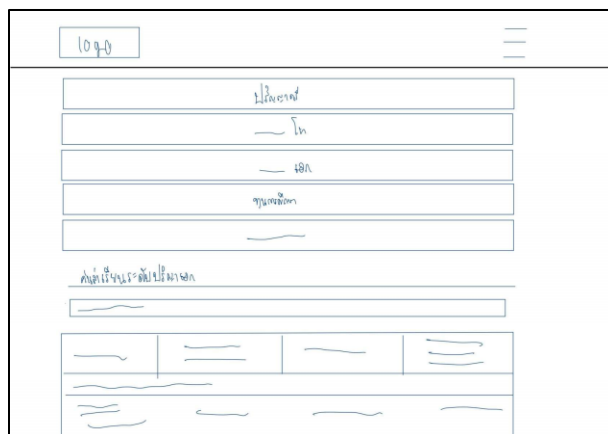 logo
ปริญญาตรี
โท
เอก
ทุนการศึกษา
ค่าเล่าเรียนระดับปริญญาเอก